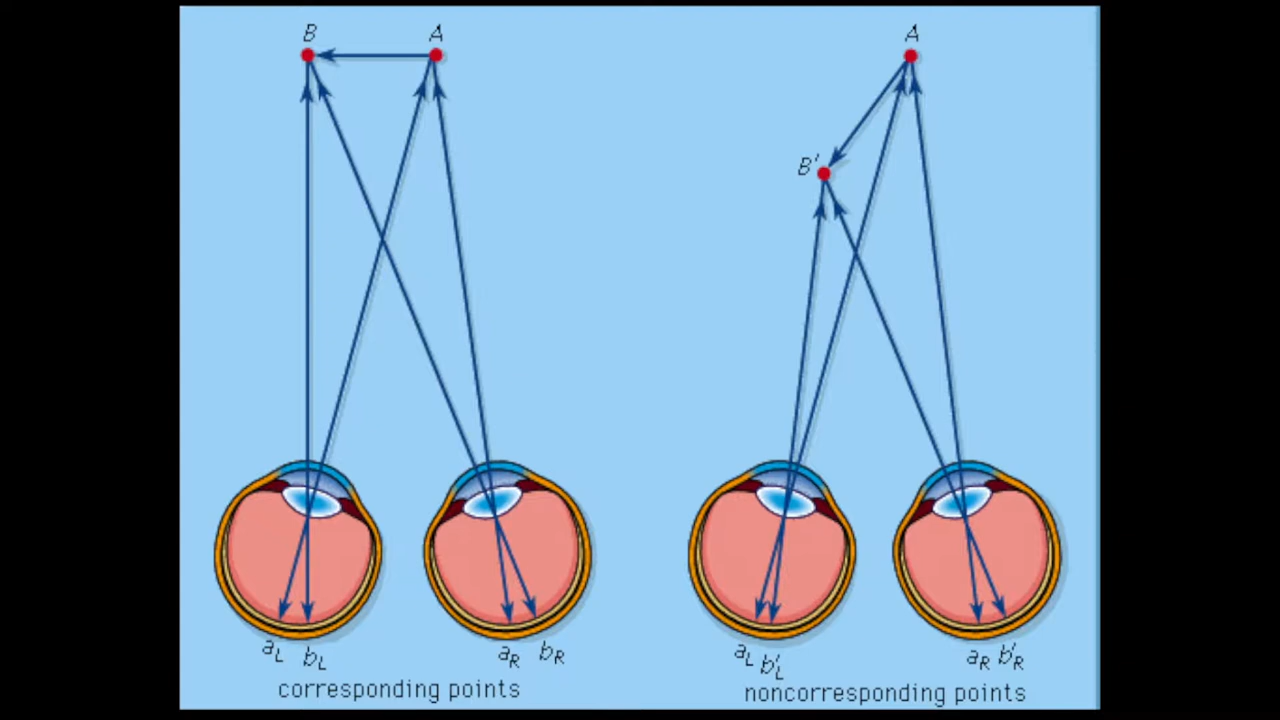 B A
A
B′
aL bL
aR bR
aL b′L
aR b′R
corresponding points
noncorresponding points